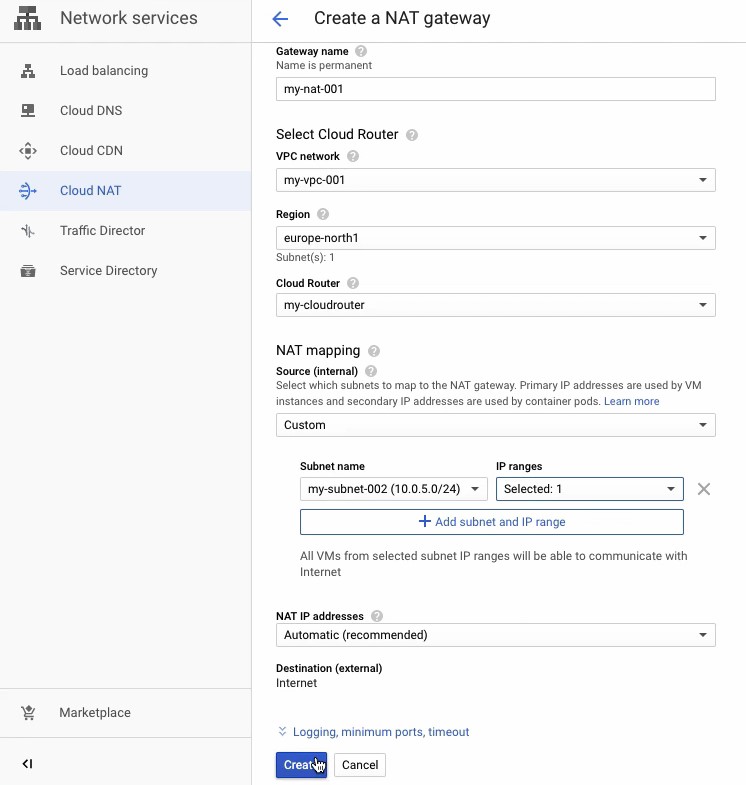 Network services
Load balancing
Cloud DNS
Cloud CDN
Cloud NAT
Traffic Director
Service Directory
Marketplace
Create a NAT gateway
Gateway name
Name is permanent
my-nat-001
Select Cloud Router
VPC network
my-vpc-001
Region
europe-north1
Subnet(s): 1
Cloud Router
my-cloudrouter
NAT mapping
Source (internal)
Select which subnets to map to the NAT gateway. Primary IP addresses are used by VM
instances and secondary IP addresses are used by container pods. Learn more
Custom
Subnet name IP ranges
my-subnet-002 (10.0.5.0/24) Selected: 1
Add subnet and IP range
All VMs from selected subnet IP ranges will be able to communicate with
Internet
NAT IP addresses
Automatic (recommended)
Destination (external)
Internet
Logging, minimum ports, timeout
Create Cancel